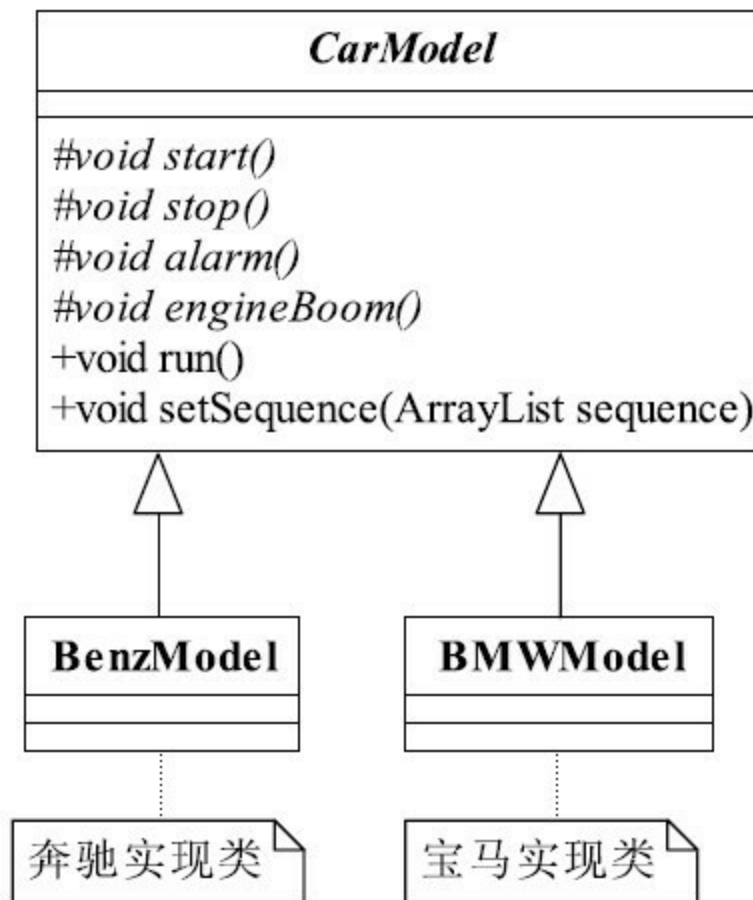 CarModel
#void start()
#void stop()
#void alarm()
#void engineBoom()
+void run()
+void setSequence(ArrayList sequence)
BenzModel
BMWModel
奔驰实现类
宝马实现类